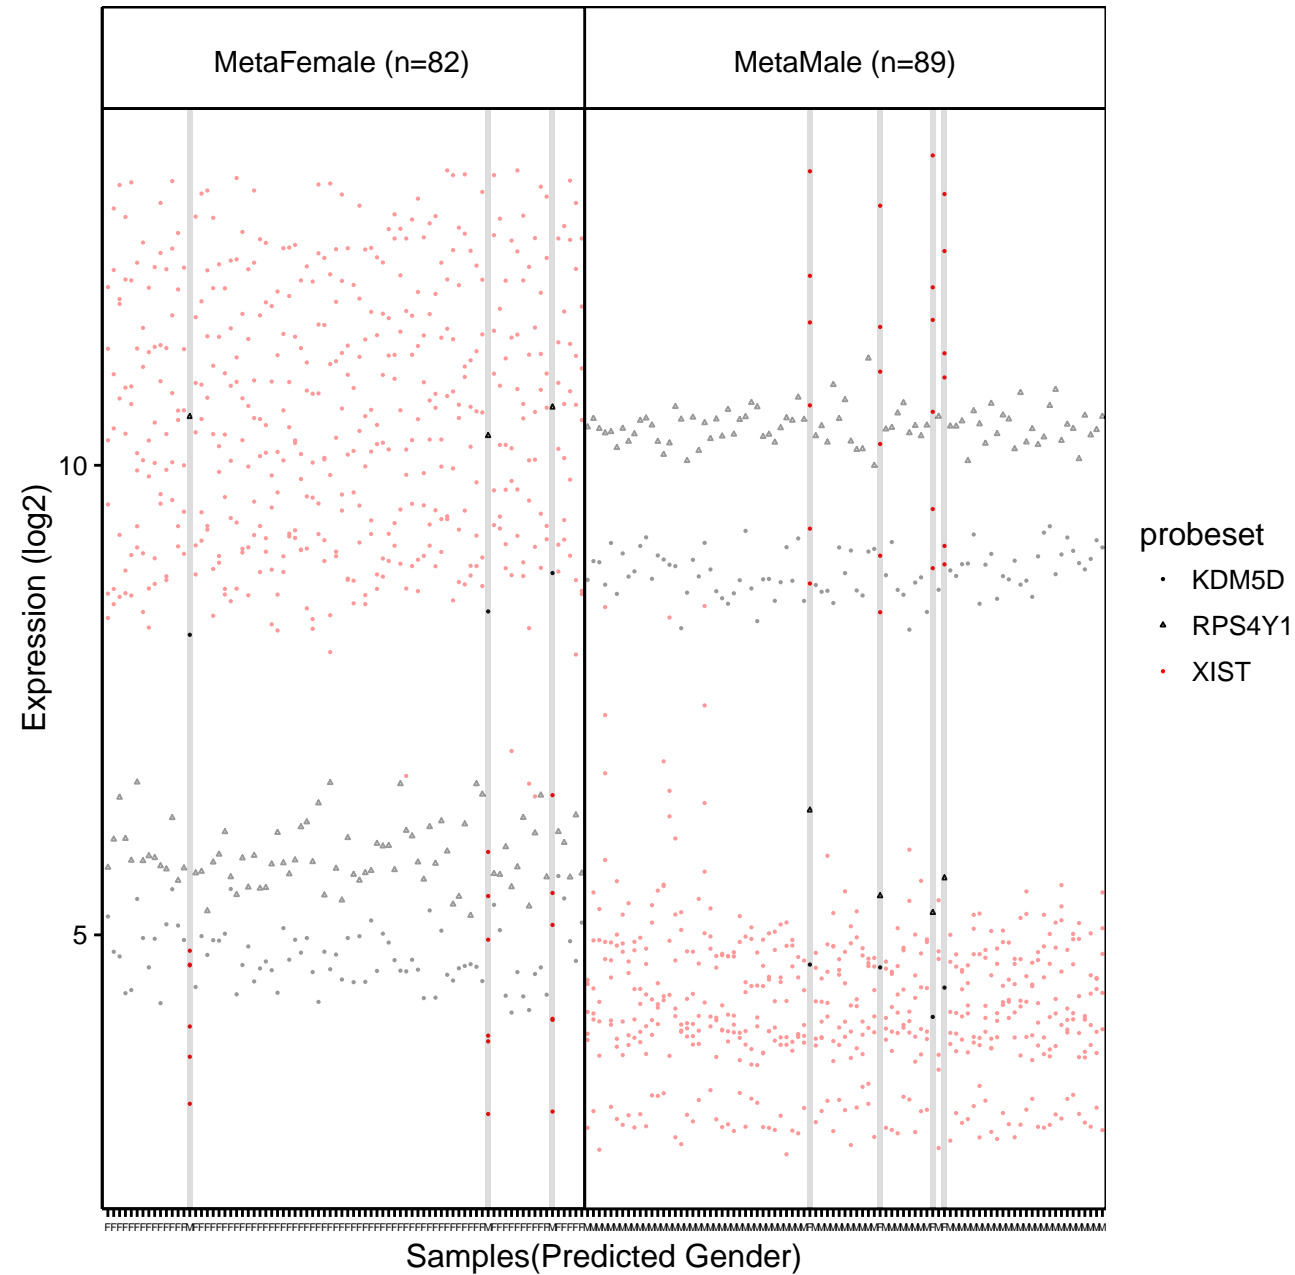 MetaFemale (n=82)
MetaMale (n=89)
Expression (log2)
10
5
probeset
KDM5D
RPS4Y1
XIST
Samples(Predicted Gender)